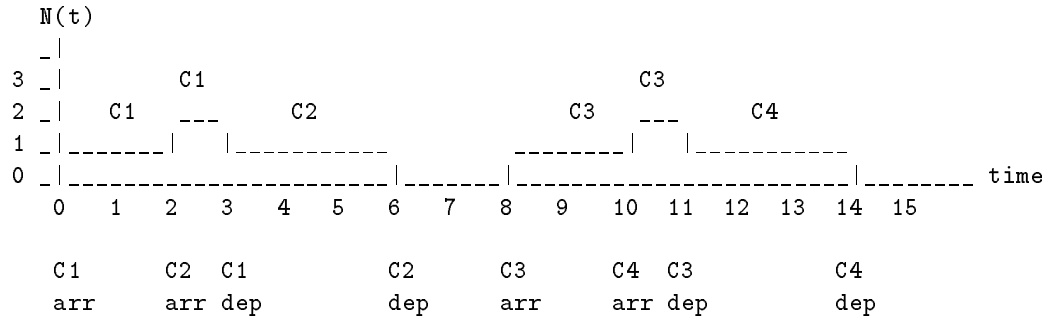 N(t)
3 C1 C3
2 C1 C2 C3 C4
1
0 time
0 1 2 3 4 5 6 7 8 9 10 11 12 13 14 15
C1 C2 C1 C2 C3 C4 C3 C4
arr arr dep dep arr arr dep dep